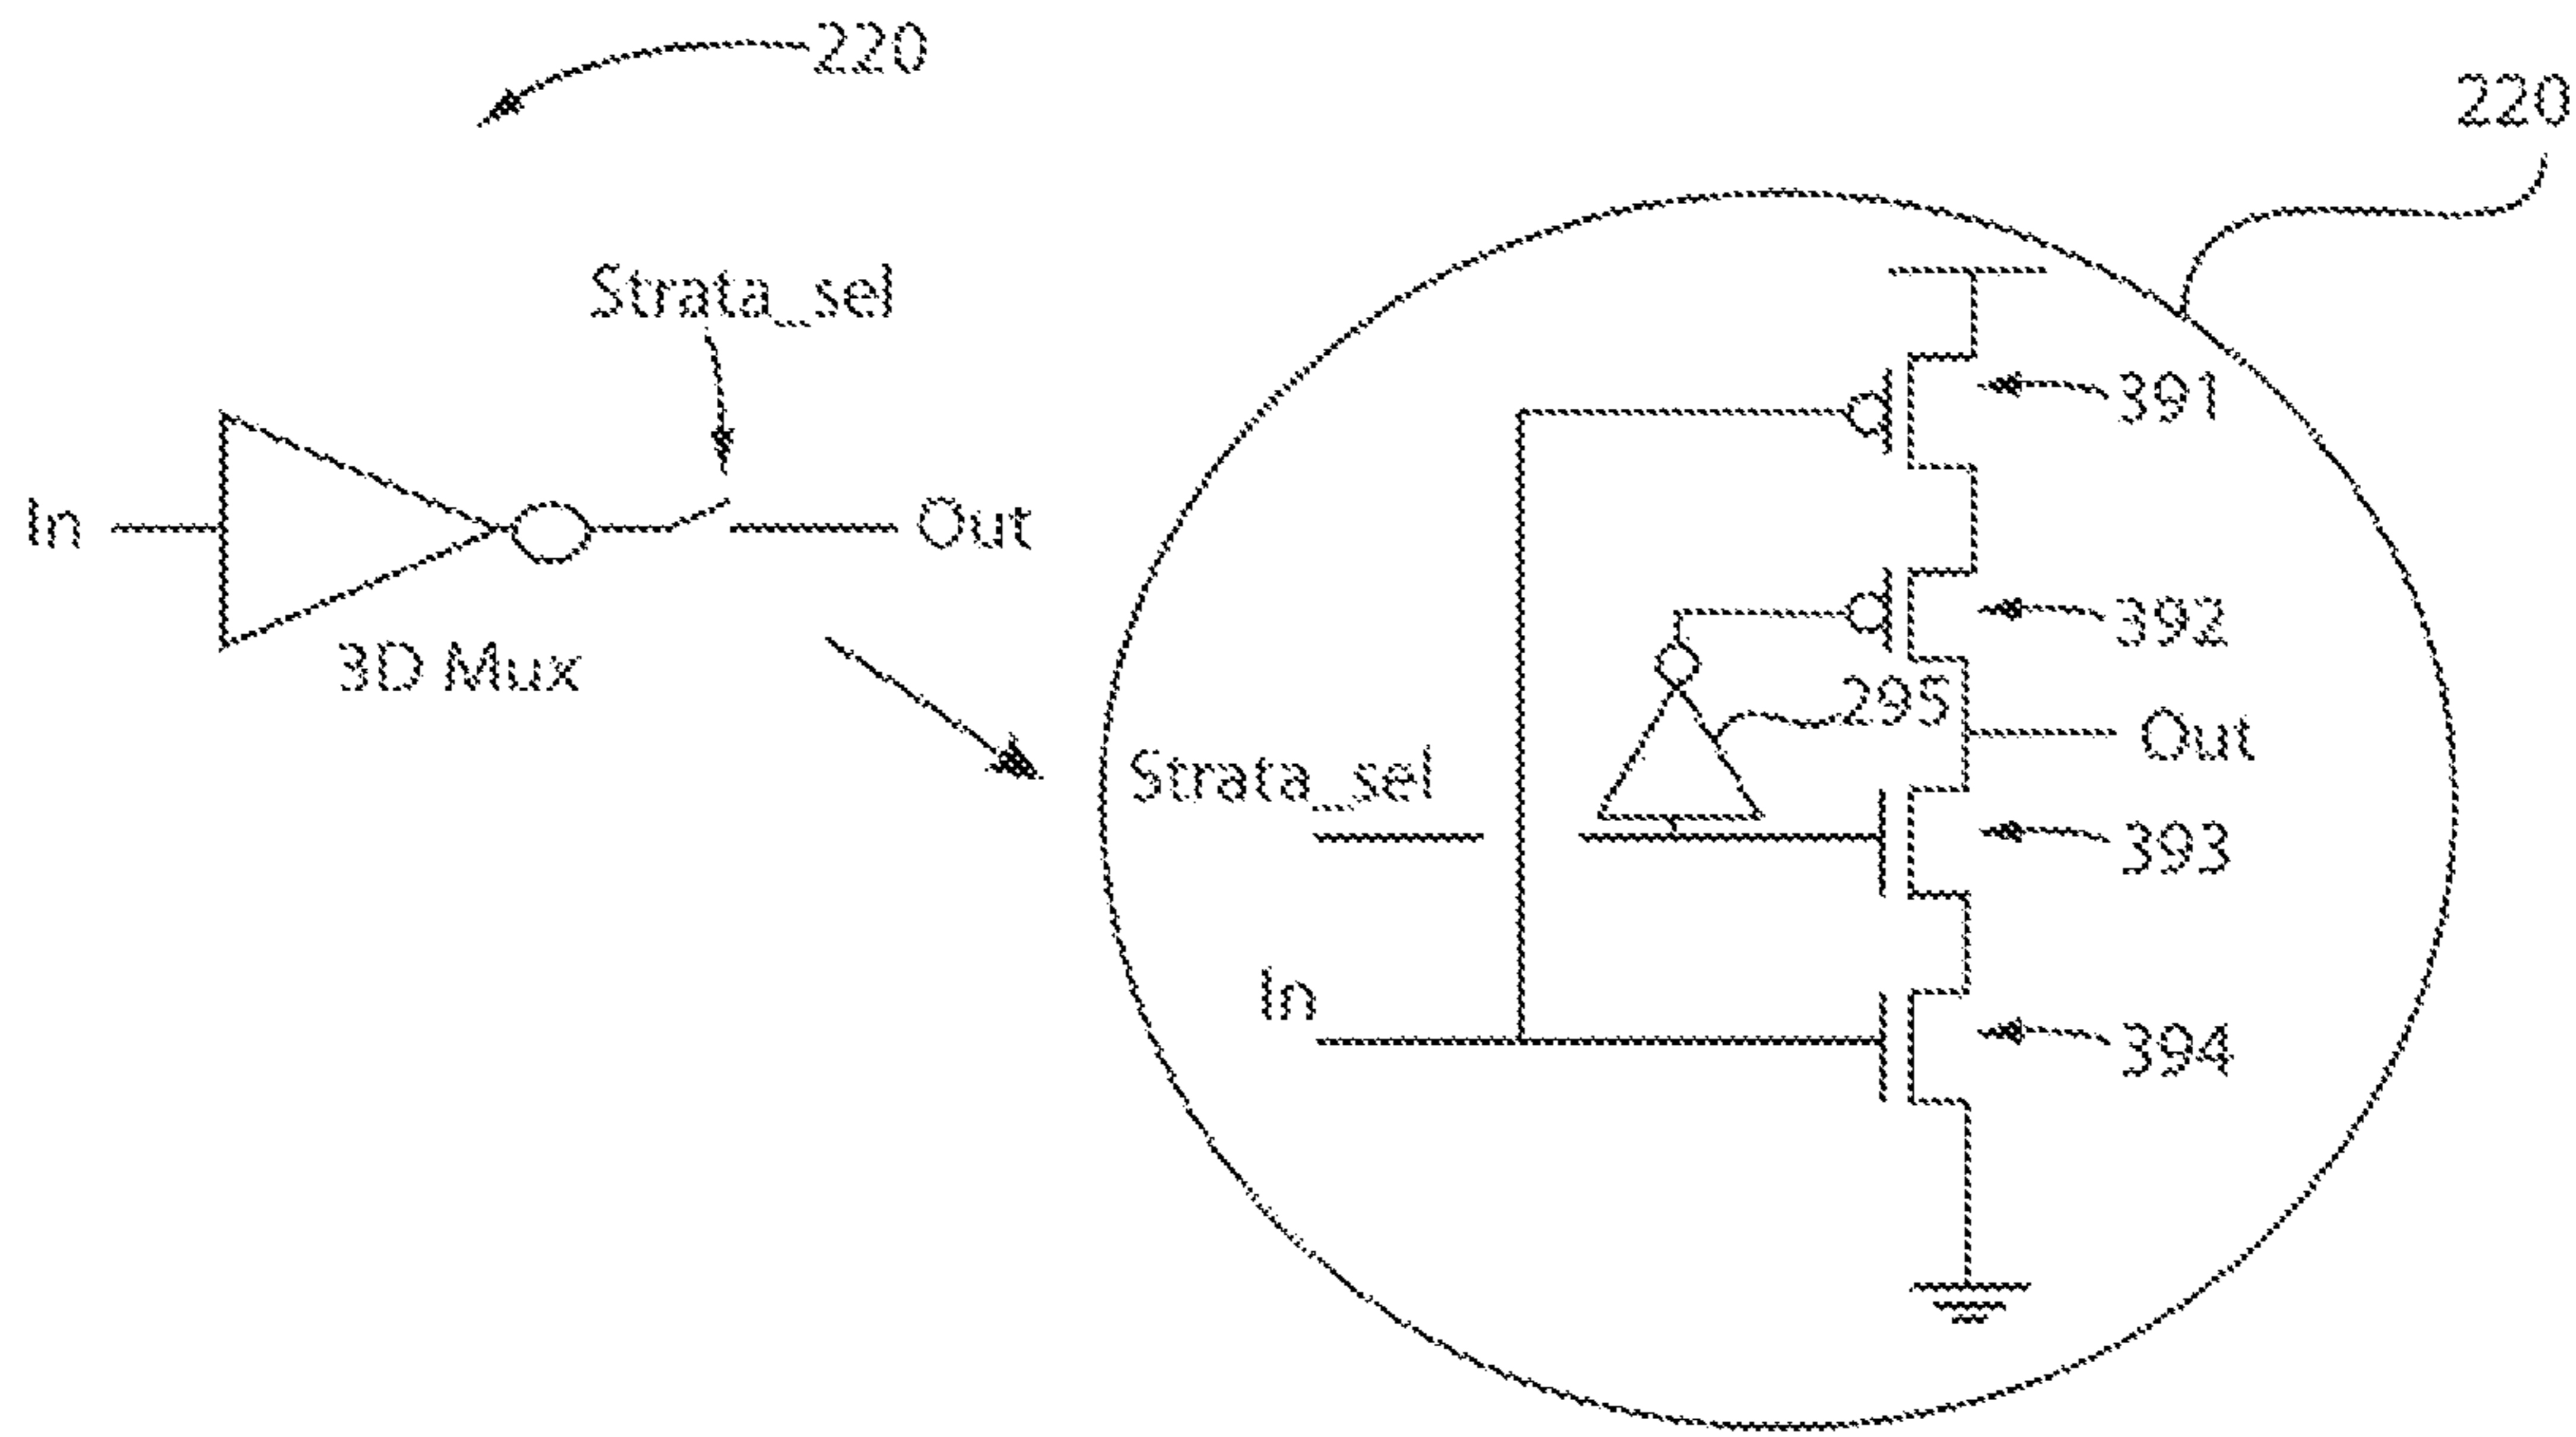 220
220
Strata_sel
In
Out
3D Mux
391
392
295
Out
Strata_sel
393
In
394